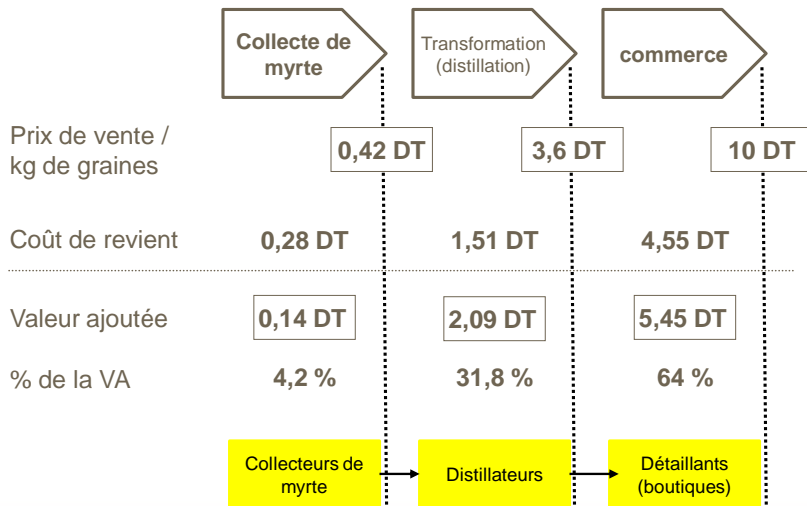 Collecte de
myrte
Transformation
(distillation)
commerce
Prix de vente /
kg de graines
0,42 DT
3,6 DT
10 DT
Coût de revient
0,28 DT
1,51 DT
4,55 DT
Valeur ajoutée
0,14 DT
2,09 DT
5,45 DT
% de la VA
4,2 %
31,8 %
64 %
Collecteurs de
myrte
Distillateurs
Détaillants
(boutiques)